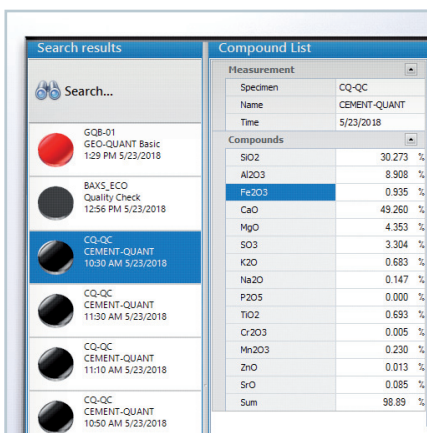 Search results
Search...
GQB-01
GEO-QUANT Basic
1:29 PM 5/23/2018
BAXS_ECO
Quality Check
12:56 PM 5/23/2018
CQ-QC
CEMENT-QUANT
10:30 AM 5/23/2018
CQ-QC
CEMENT-QUANT
11:30 AM 5/23/2018
CQ-QC
CEMENT-QUANT
11:10 AM 5/23/2018
CQ-QC
CEMENT-QUANT
10:50 AM 5/23/2018
Compound List
Measurement
Specimen CQ-QC
Name CEMENT-QUANT
Time 5/23/2018
Compounds
SiO2 30.273 %
Al2O3 8.908 %
Fe2O3 0.935 %
CaO 49.260 %
MgO 4.353 %
SO3 3.304 %
K2O 0.683 %
Na2O 0.147 %
P2O5 0.000 %
TiO2 0.693 %
Cr2O3 0.005 %
Mn2O3 0.230 %
ZnO 0.013 %
SrO 0.085 %
Sum 98.89 %